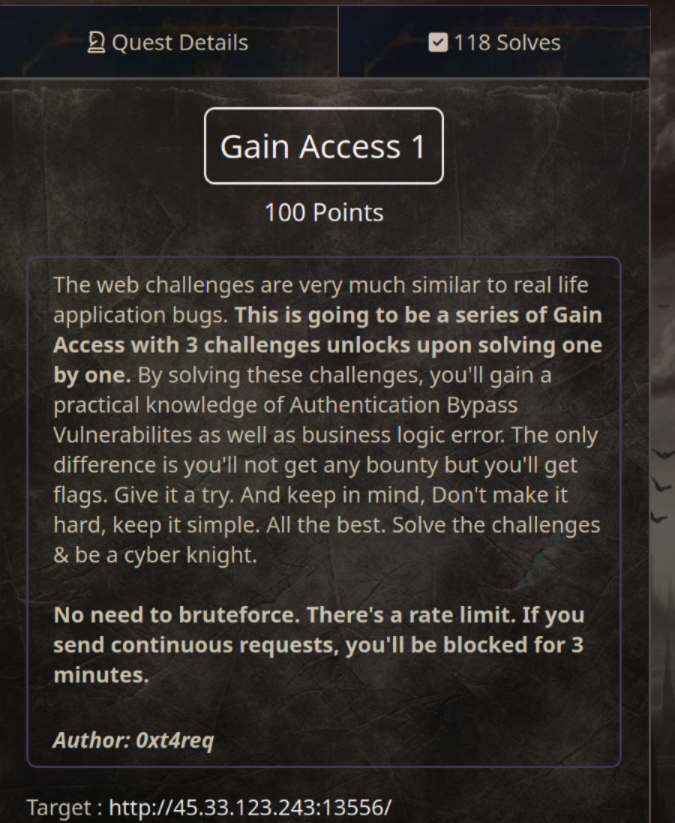 Quest Details
118 Solves
Gain Access 1
100 Points
The web challenges are very much similar to real life
application bugs. This is going to be a series of Gain
Access with 3 challenges unlocks upon solving one
by one. By solving these challenges, you'll gain a
practical knowledge of Authentication Bypass
Vulnerabilites as well as business logic error. The only
difference is you'll not get any bounty but you'll get
flags. Give it a try. And keep in mind, Don't make it
hard, keep it simple. All the best. Solve the challenges
& be a cyber knight.
No need to bruteforce. There's a rate limit. If you
send continuous requests, you'll be blocked for 3
minutes.
Author: 0xt4req
Target : http://45.33.123.243:13556/